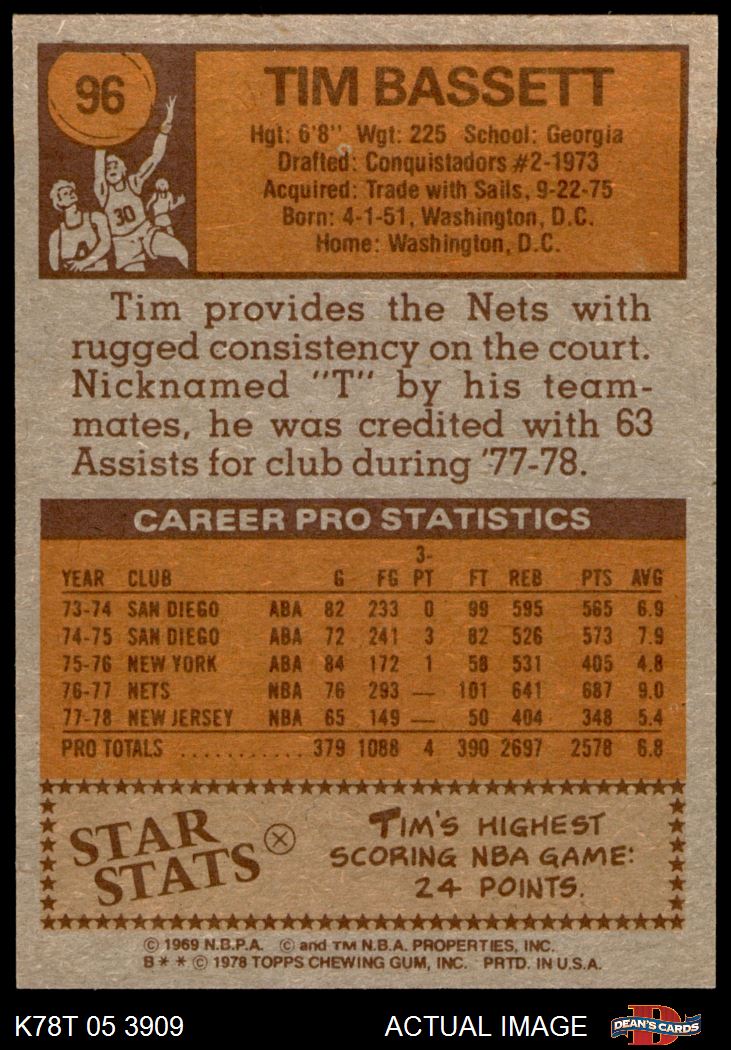 96
TIM BASSETT
Hgt: 6'8" Wgt: 225 School: Georgia
Drafted: Conquistadors #2-1973
Acquired: Trade with Sails, 9-22-75
Born: 4-1-51, Washington, D.C.
Home: Washington, D.C.
30
Tim provides the Nets with
rugged consistency on the court.
Nicknamed "T" by his team-
mates, he was credited with 63
Assists for club during '77-78.
CAREER PRO STATISTICS
YEAR CLUB G FG 3-PT FT REB PTS AVG
73-74 SAN DIEGO ABA 82 233 0 99 595 565 6.9
74-75 SAN DIEGO ABA 72 241 3 82 526 573 7.9
75-76 NEW YORK ABA 84 172 1 58 531 405 4.8
76-77 NETS NBA 76 293 — 101 641 687 9.0
77-78 NEW JERSEY NBA 65 149 — 50 404 348 5.4
PRO TOTALS ............ 379 1088 4 390 2697 2578 6.8
STAR
STATS
TIM'S HIGHEST
SCORING NBA GAME:
24 POINTS.
© 1969 N.B.P.A. © and TM N.B.A. PROPERTIES, INC.
B * * © 1978 TOPPS CHEWING GUM, INC. PRTD. IN U.S.A.
K78T 05 3909 ACTUAL IMAGE
D
DEAN'S CARDS